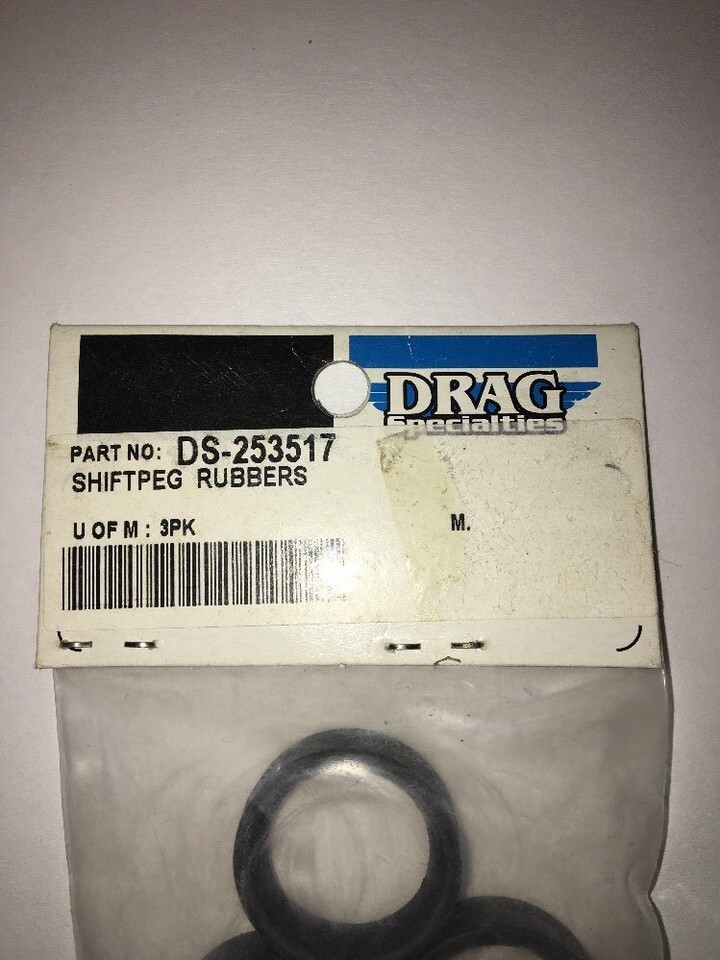 DRAG
Specialties
PART NO: DS-253517
SHIFTPEG RUBBERS
U OF M : 3PK
M.